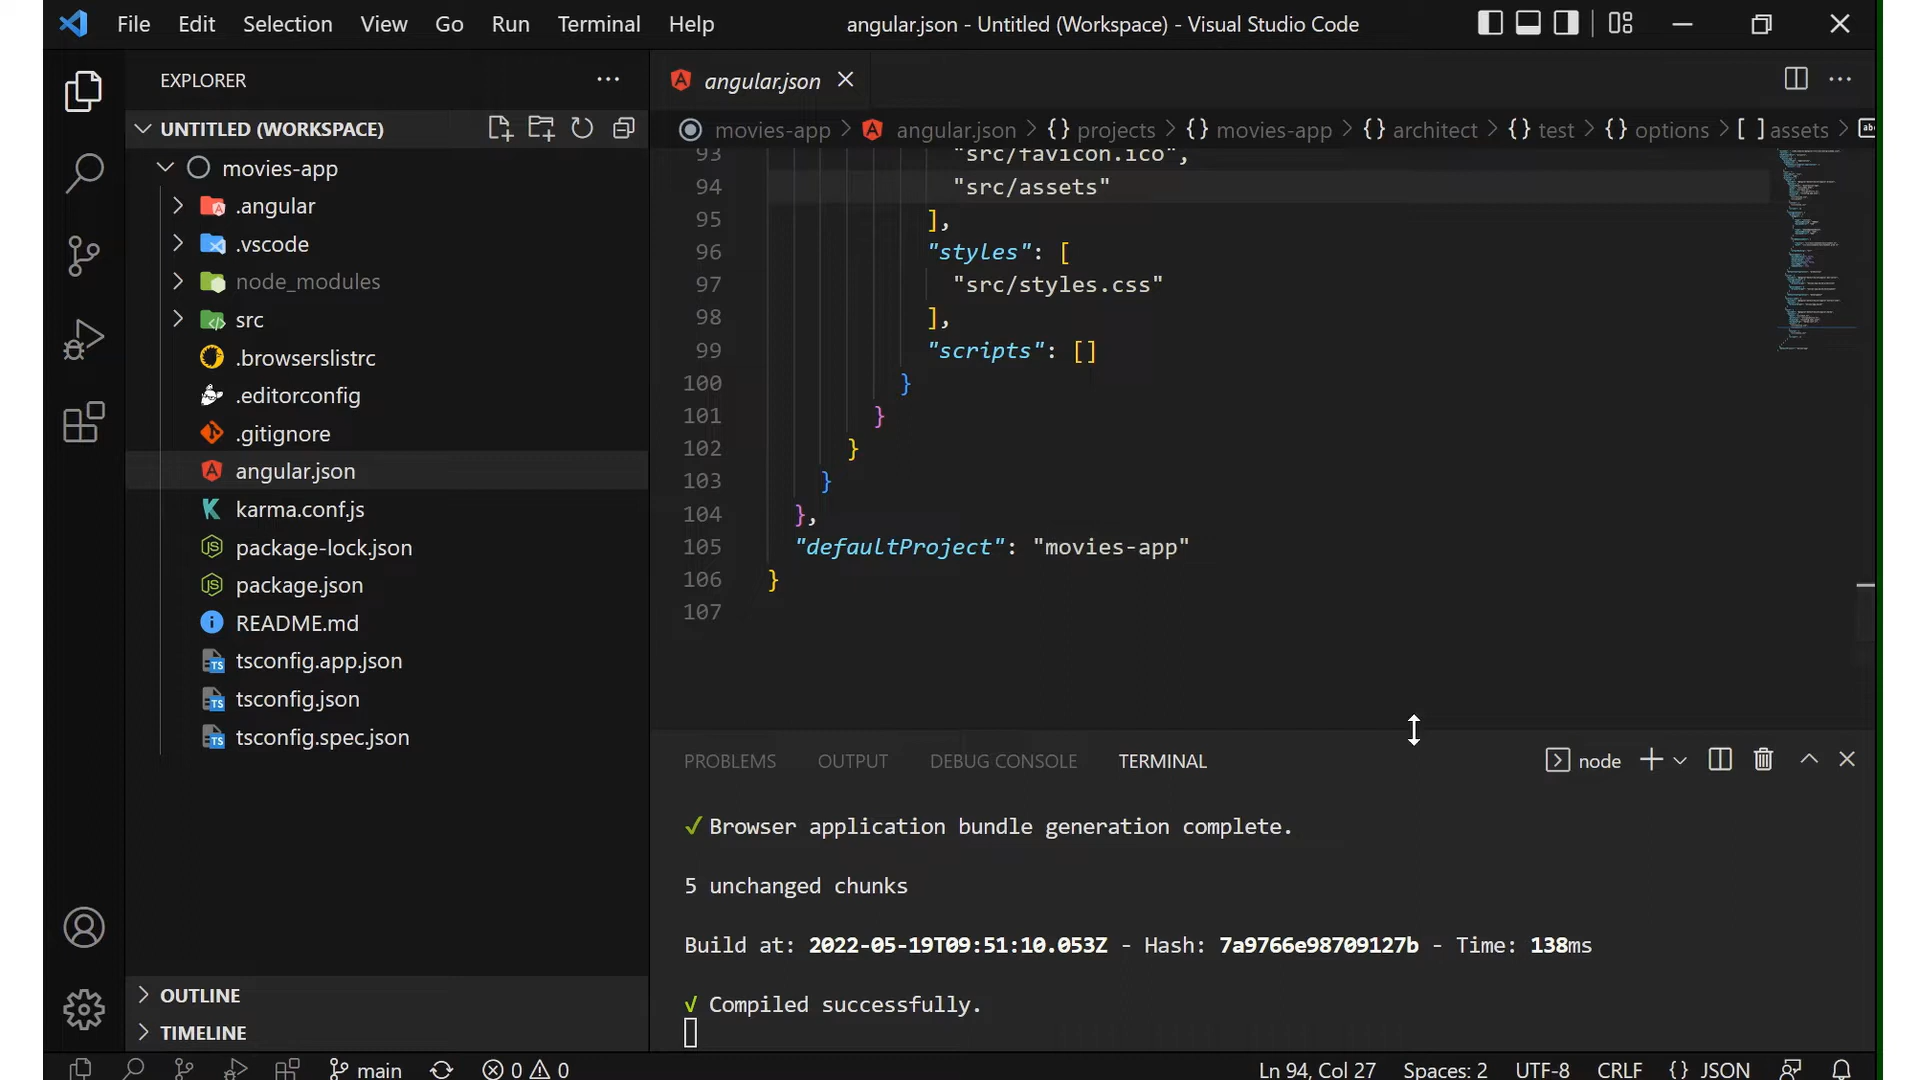 File Edit Selection View Go Run Terminal Help angular.json - Untitled (Workspace) - Visual Studio Code
EXPLORER
UNTITLED (WORKSPACE)
movies-app
.angular
.vscode
node_modules
src
.browserslistrc
.editorconfig
.gitignore
angular.json
karma.conf.js
package-lock.json
package.json
README.md
tsconfig.app.json
tsconfig.json
tsconfig.spec.json
OUTLINE
TIMELINE
angular.json
movies-app > angular.json > {} projects > {} movies-app > {} architect > {} test > {} options > [ ] assets > abc
93 "src/favicon.ico",
94 "src/assets"
95 ],
96 "styles": [
97 "src/styles.css"
98 ],
99 "scripts": []
100 }
101 }
102 }
103 }
104 },
105 "defaultProject": "movies-app"
106 }
107
PROBLEMS OUTPUT DEBUG CONSOLE TERMINAL node
✓ Browser application bundle generation complete.
5 unchanged chunks
Build at: 2022-05-19T09:51:10.053Z - Hash: 7a9766e98709127b - Time: 138ms
√ Compiled successfully.
main 0 0 Ln 94, Col 27 Spaces: 2 UTF-8 CRLF {} JSON